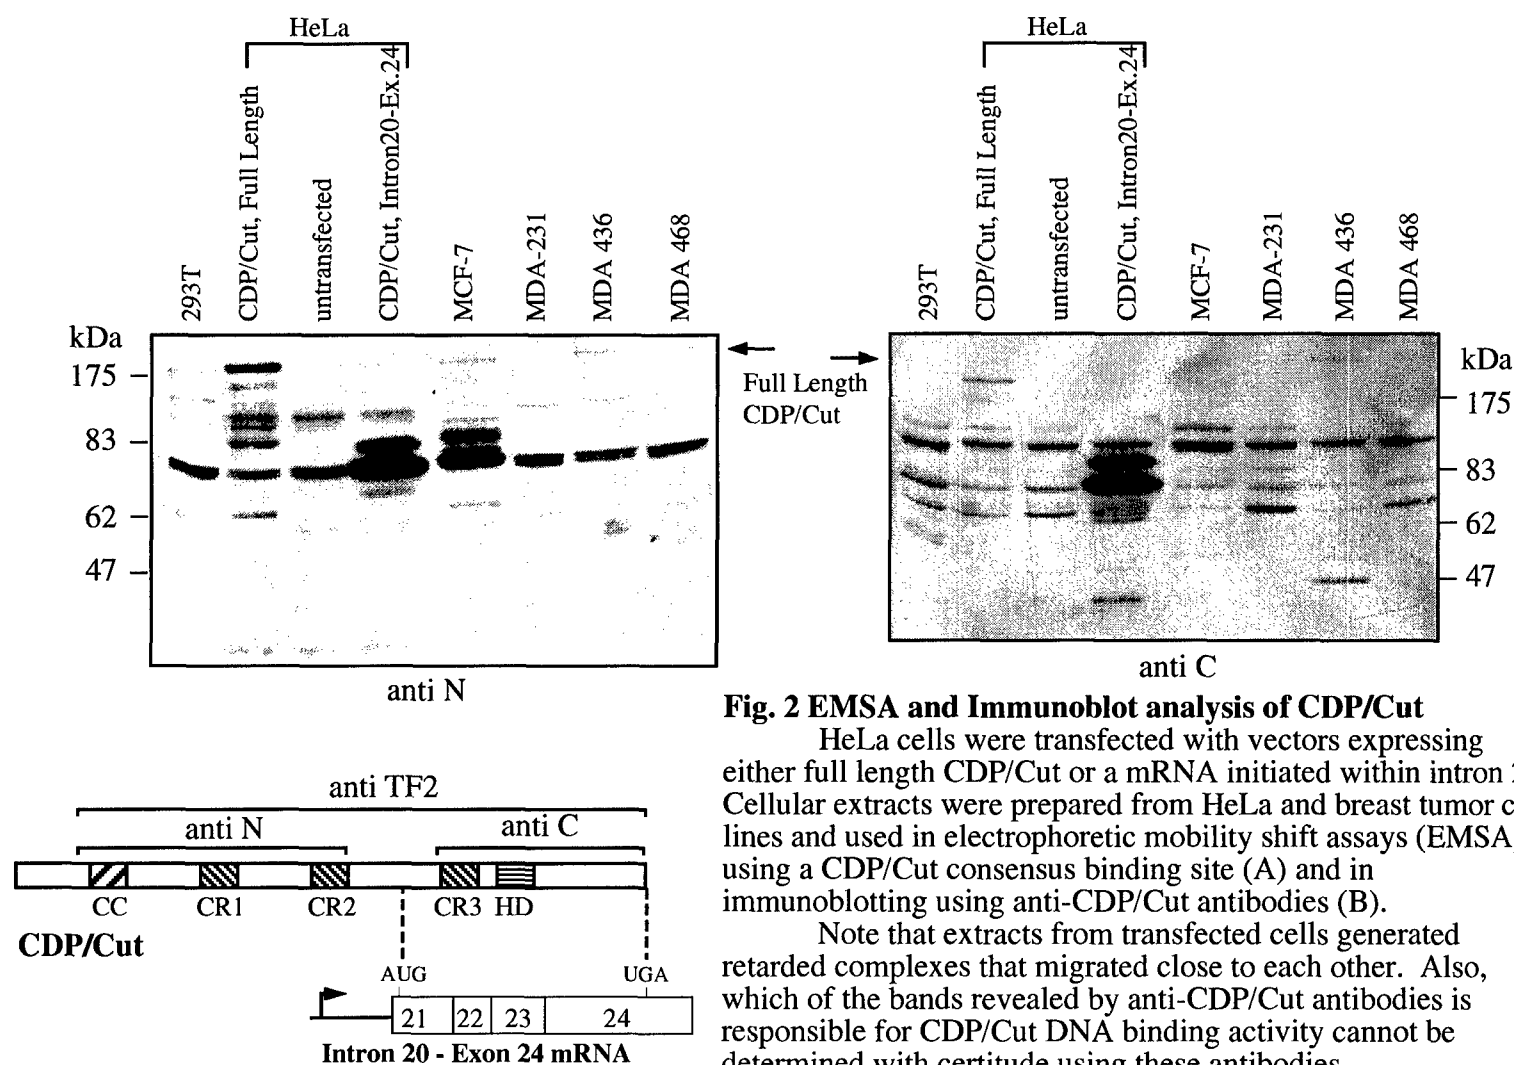 HeLa
CDP/Cut, Full Length
CDP/Cut, Intron20-Ex.24
293T
untransfected
MCF-7
MDA-231
MDA 436
MDA 468
kDa
175
83
62
47
anti N
Full Length
CDP/Cut
HeLa
CDP/Cut, Full Length
CDP/Cut, Intron20-Ex.24
293T
untransfected
MCF-7
MDA-231
MDA 436
MDA 468
kDa
175
83
62
47
anti C
anti TF2
anti N
anti C
CC
CR1
CR2
CR3
HD
CDP/Cut
AUG
UGA
21
22
23
24
Intron 20 - Exon 24 mRNA
Fig. 2 EMSA and Immunoblot analysis of CDP/Cut
HeLa cells were transfected with vectors expressing
either full length CDP/Cut or a mRNA initiated within intron
Cellular extracts were prepared from HeLa and breast tumor
lines and used in electrophoretic mobility shift assays (EMSA
using a CDP/Cut consensus binding site (A) and in
immunoblotting using anti-CDP/Cut antibodies (B).
Note that extracts from transfected cells generated
retarded complexes that migrated close to each other. Also,
which of the bands revealed by anti-CDP/Cut antibodies is
responsible for CDP/Cut DNA binding activity cannot be
determined with certitude using these antibodies